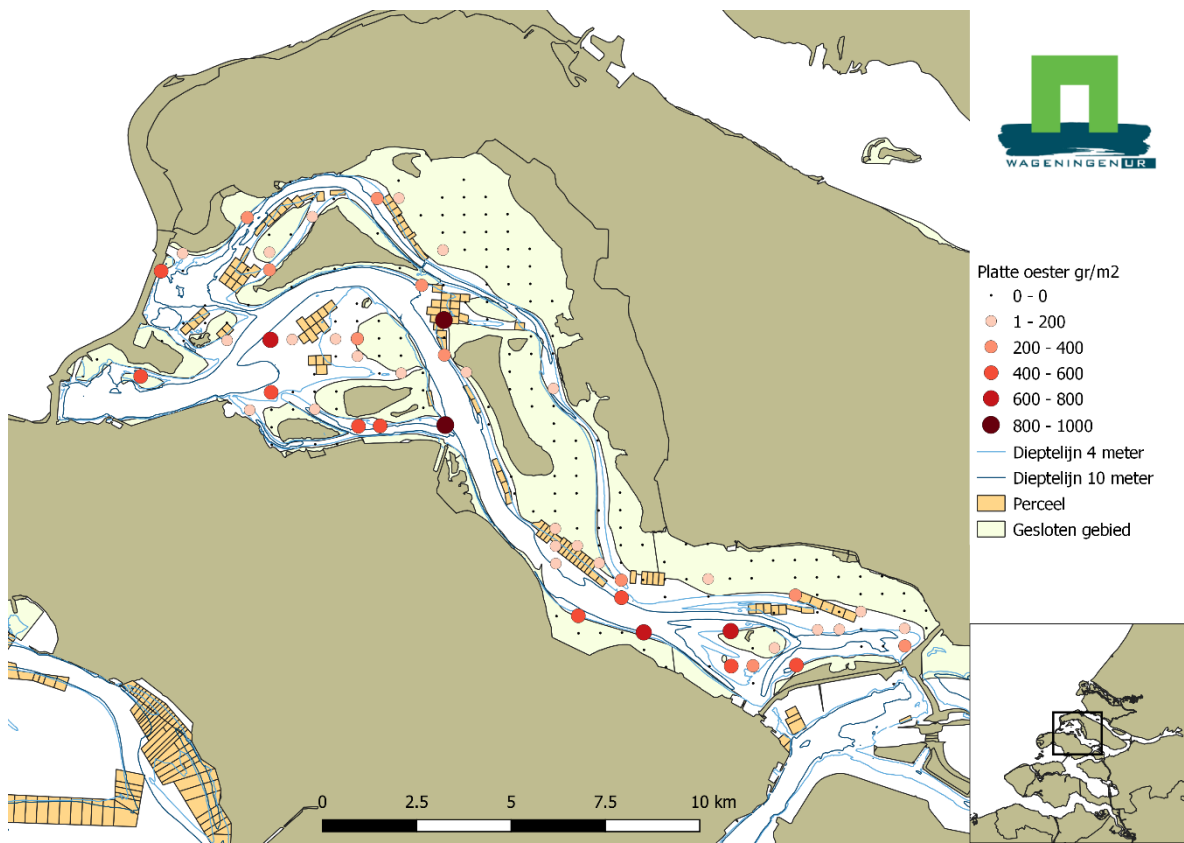 WAGENINGEN UR
Platte oester gr/m2
0 - 0
1 - 200
200 - 400
400 - 600
600 - 800
800 - 1000
Dieptelijn 4 meter
Dieptelijn 10 meter
Perceel
Gesloten gebied
0 2.5 5 7.5 10 km